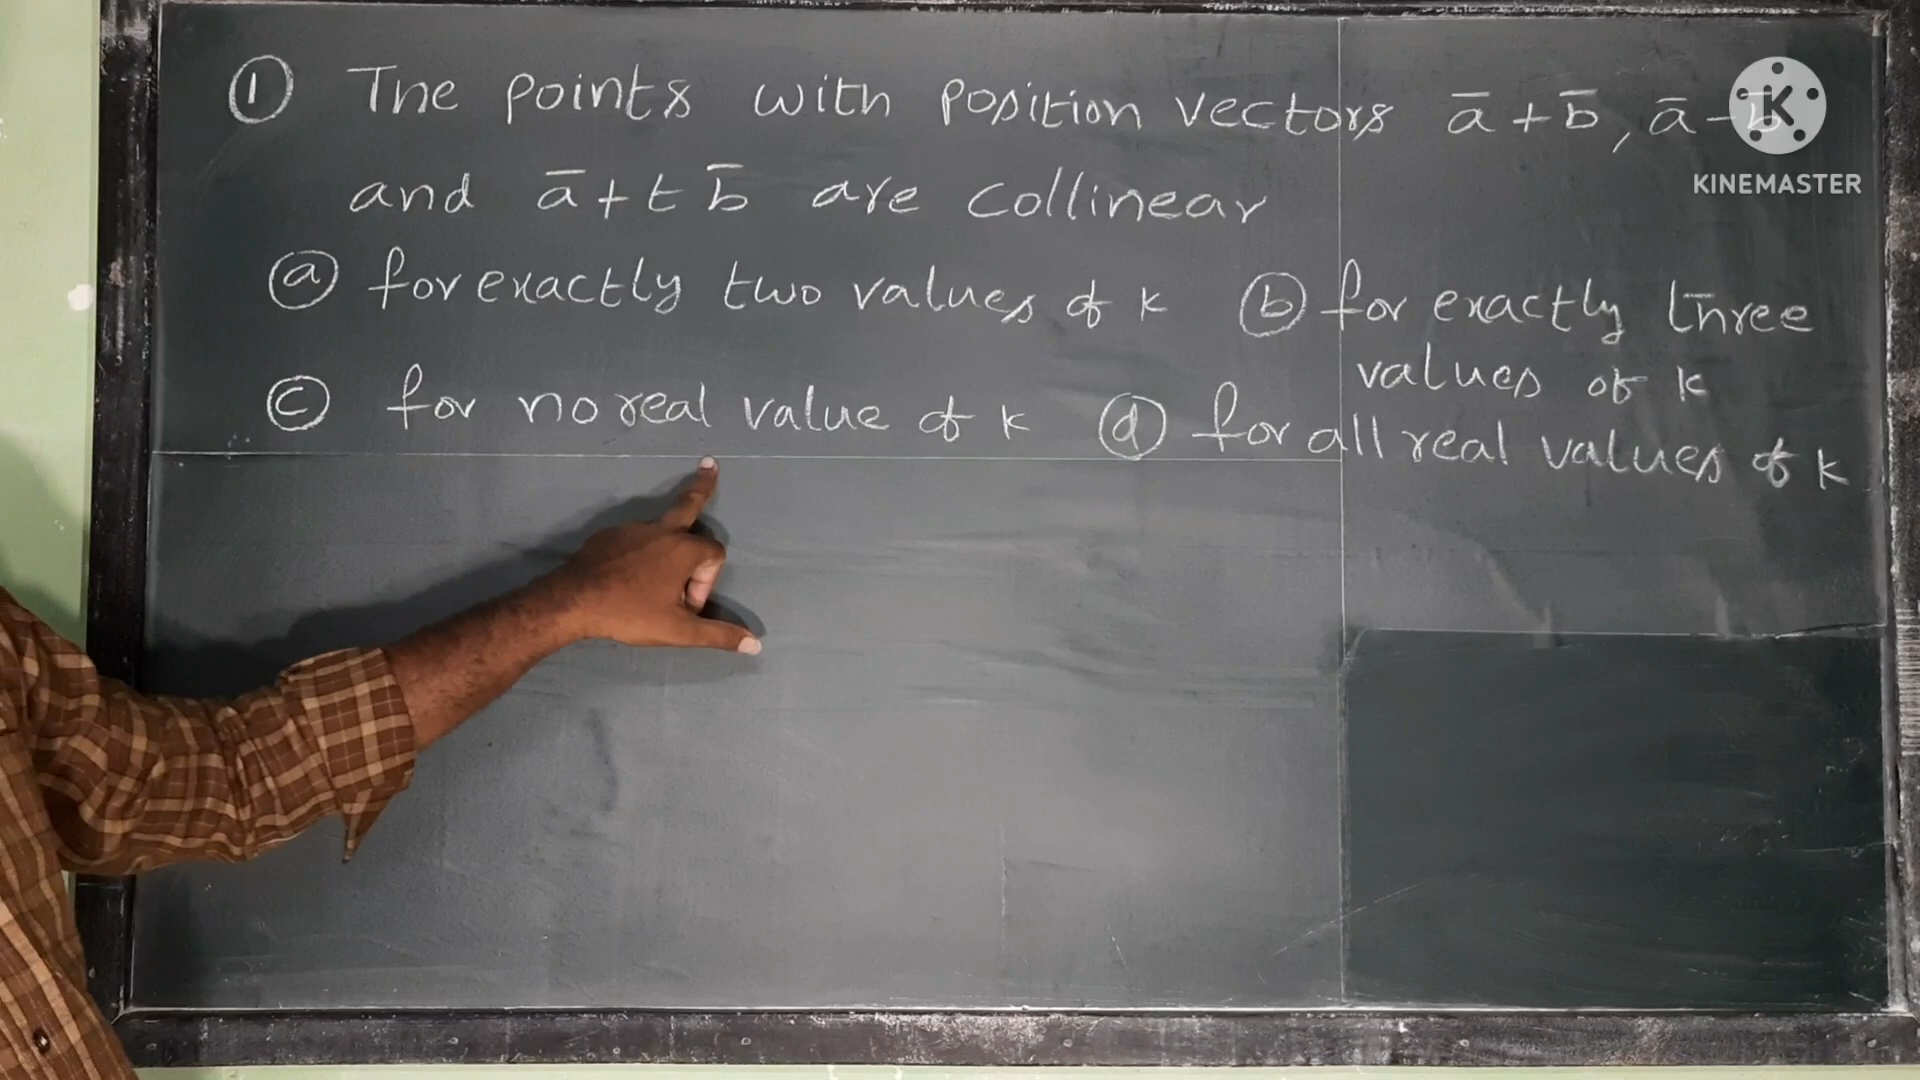 ① The points with position vectors a̅ + b̅, a̅ - b̅
KINEMASTER
and a̅ + t b̅ are collinear
ⓐ for exactly two values of k ⓑ for exactly three
values of k
ⓒ for no real value of k ⓓ for all real values of k